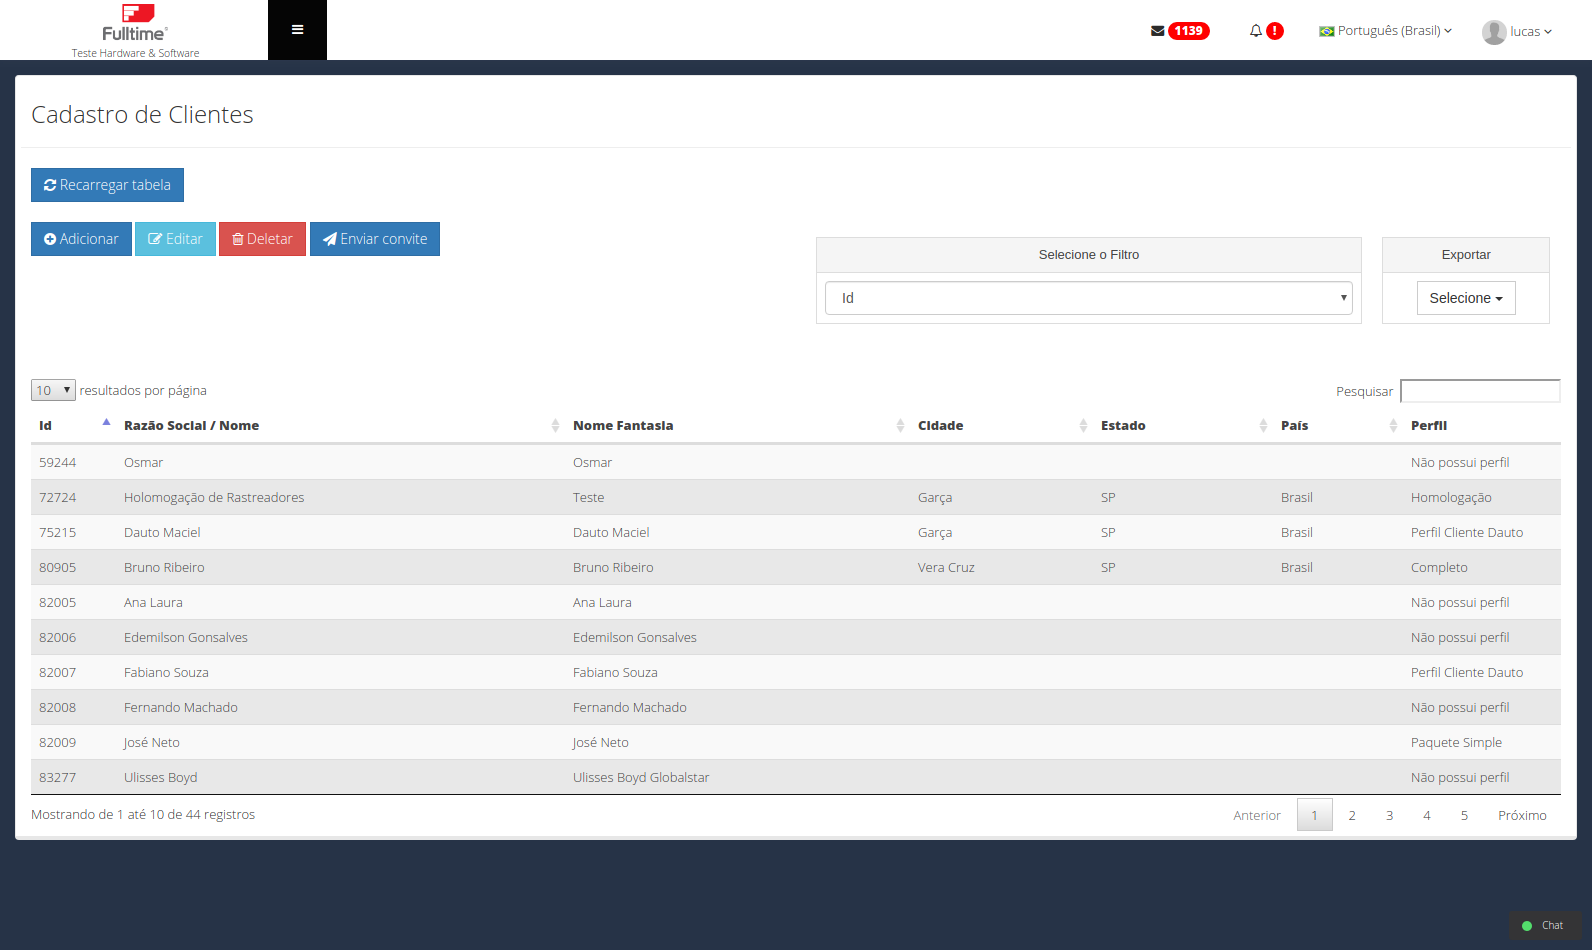 Fulltime®
Teste Hardware & Software
1139
!
Português (Brasil)
lucas
Cadastro de Clientes
Recarregar tabela
Adicionar Editar Deletar Enviar convite
Selecione o Filtro
Id
Exportar
Selecione
10 resultados por página
Pesquisar
Id Razão Social / Nome Nome Fantasia Cidade Estado País Perfil
59244 Osmar Osmar Não possui perfil
72724 Holomogação de Rastreadores Teste Garça SP Brasil Homologação
75215 Dauto Maciel Dauto Maciel Garça SP Brasil Perfil Cliente Dauto
80905 Bruno Ribeiro Bruno Ribeiro Vera Cruz SP Brasil Completo
82005 Ana Laura Ana Laura Não possui perfil
82006 Edemilson Gonsalves Edemilson Gonsalves Não possui perfil
82007 Fabiano Souza Fabiano Souza Perfil Cliente Dauto
82008 Fernando Machado Fernando Machado Não possui perfil
82009 José Neto José Neto Paquete Simple
83277 Ulisses Boyd Ulisses Boyd Globalstar Não possui perfil
Mostrando de 1 até 10 de 44 registros
Anterior 1 2 3 4 5 Próximo
Chat